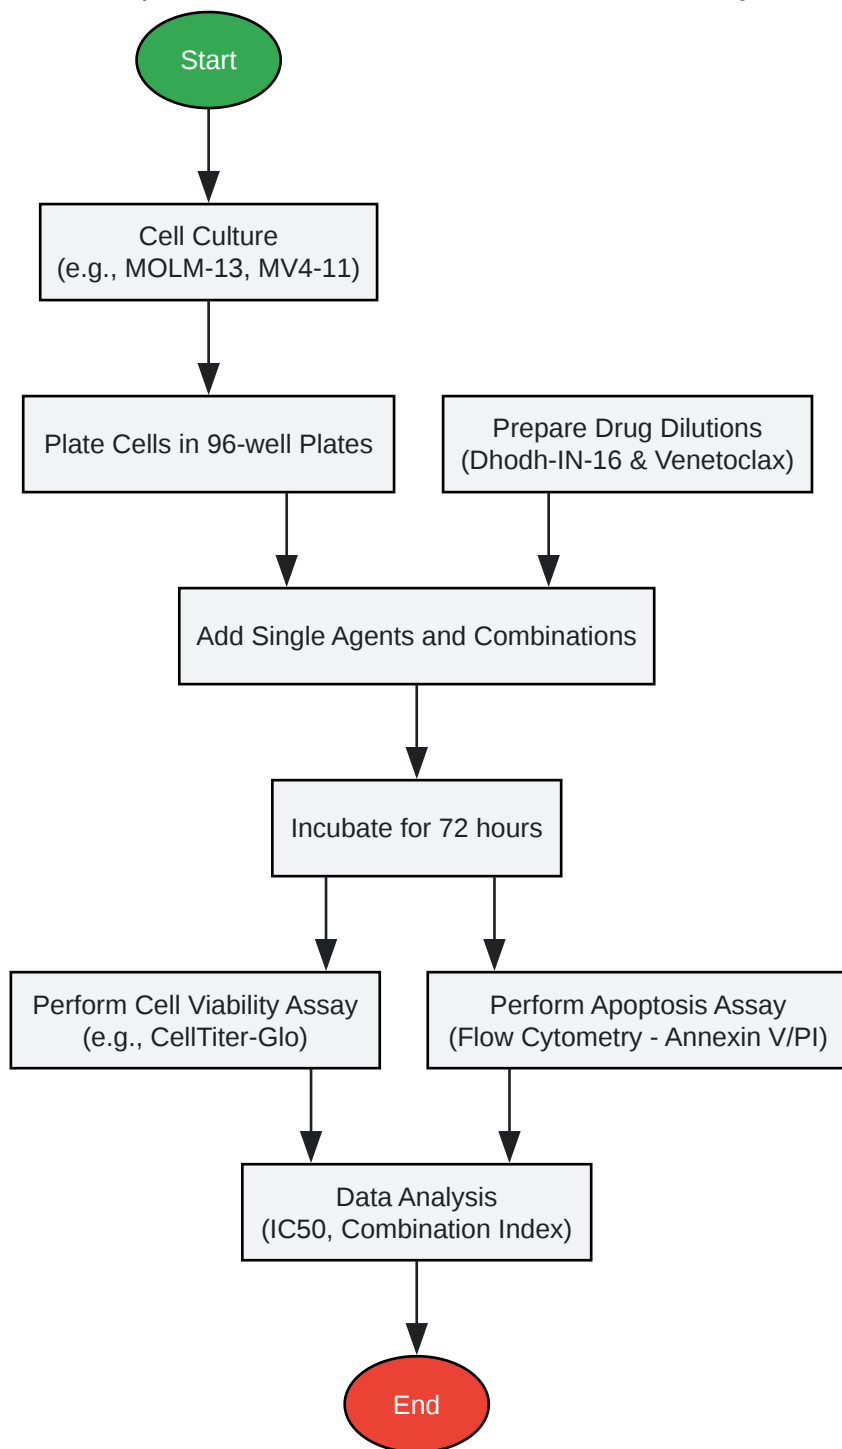 Start
Cell Culture
(e.g., MOLM-13, MV4-11)
Plate Cells in 96-well Plates
Prepare Drug Dilutions
(Dhodh-IN-16 & Venetoclax)
Add Single Agents and Combinations
Incubate for 72 hours
Perform Cell Viability Assay
(e.g., CellTiter-Glo)
Perform Apoptosis Assay
(Flow Cytometry - Annexin V/PI)
Data Analysis
(IC50, Combination Index)
End